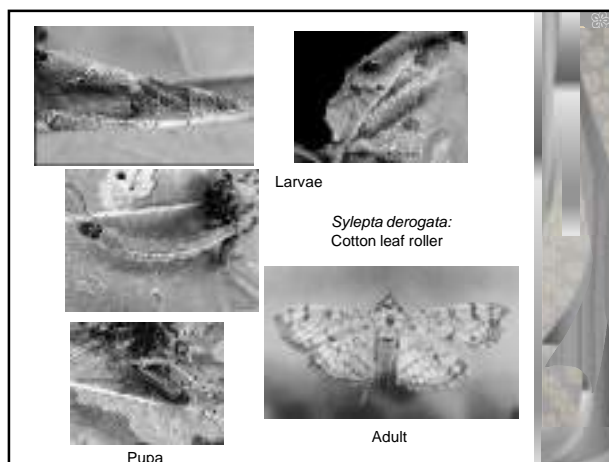 Larvae
Sylepta derogata:
Cotton leaf roller
Adult
Pupa